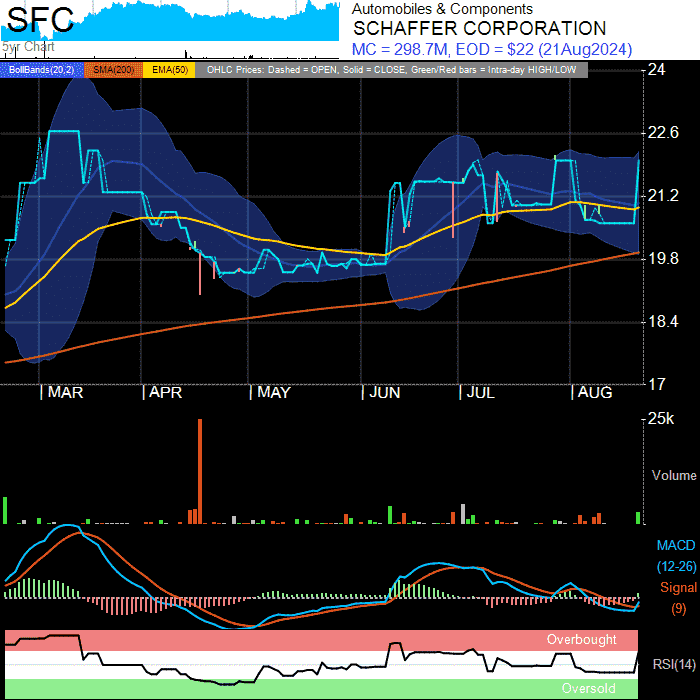 SFC
5yr Chart
Automobiles & Components
SCHAFFER CORPORATION
MC = 298.7M, EOD = $22 (21Aug2024)
BollBands(20,2) SMA(200) EMA(50) OHLC Prices: Dashed = OPEN, Solid = CLOSE, Green/Red bars = Intra-day HIGH/LOW
24
22.6
21.2
19.8
18.4
17
MAR APR MAY JUN JUL AUG
25k
Volume
MACD
(12-26)
Signal
(9)
Overbought
RSI(14)
Oversold